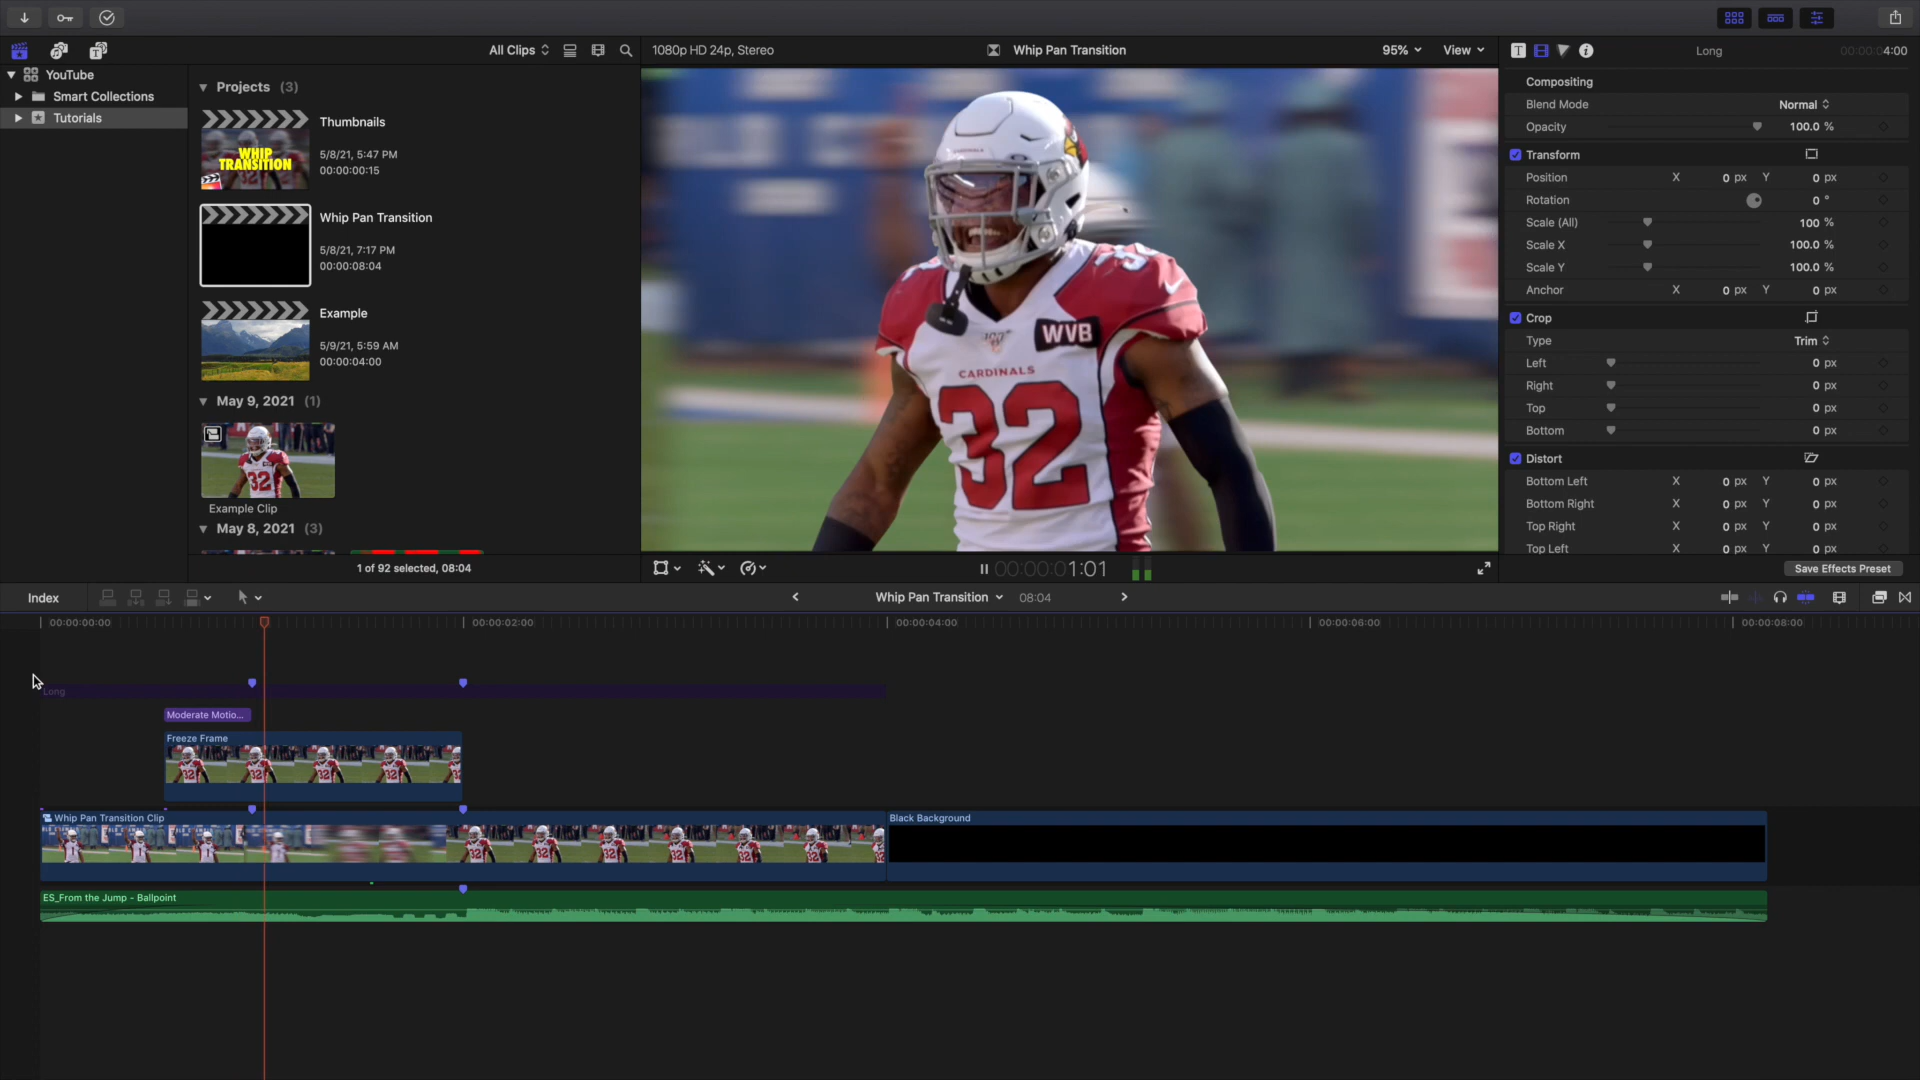 All Clips
1080p HD 24p, Stereo
Whip Pan Transition
95%
View
Long
00:00:04:00
YouTube
Smart Collections
Tutorials
Projects (3)
WHIP
TRANSITION
Thumbnails
5/8/21, 5:47 PM
00:00:00:15
Whip Pan Transition
5/8/21, 7:17 PM
00:00:08:04
Example
5/9/21, 5:59 AM
00:00:04:00
May 9, 2021 (1)
Example Clip
May 8, 2021 (3)
1 of 92 selected, 08:04
CARDINALS
WVB
CARDINALS
32
00:00:01:01
Compositing
Blend Mode Normal
Opacity 100.0 %
Transform
Position X 0 px Y 0 px
Rotation 0 °
Scale (All) 100 %
Scale X 100.0 %
Scale Y 100.0 %
Anchor X 0 px Y 0 px
Crop
Type Trim
Left 0 px
Right 0 px
Top 0 px
Bottom 0 px
Distort
Bottom Left X 0 px Y 0 px
Bottom Right X 0 px Y 0 px
Top Right X 0 px Y 0 px
Top Left X 0 px Y 0 px
Save Effects Preset
Index
Whip Pan Transition 08:04
00:00:00:00 00:00:02:00 00:00:04:00 00:00:06:00 00:00:08:00
Long
Moderate Motio...
Freeze Frame
Whip Pan Transition Clip
Black Background
ES_From the Jump - Ballpoint